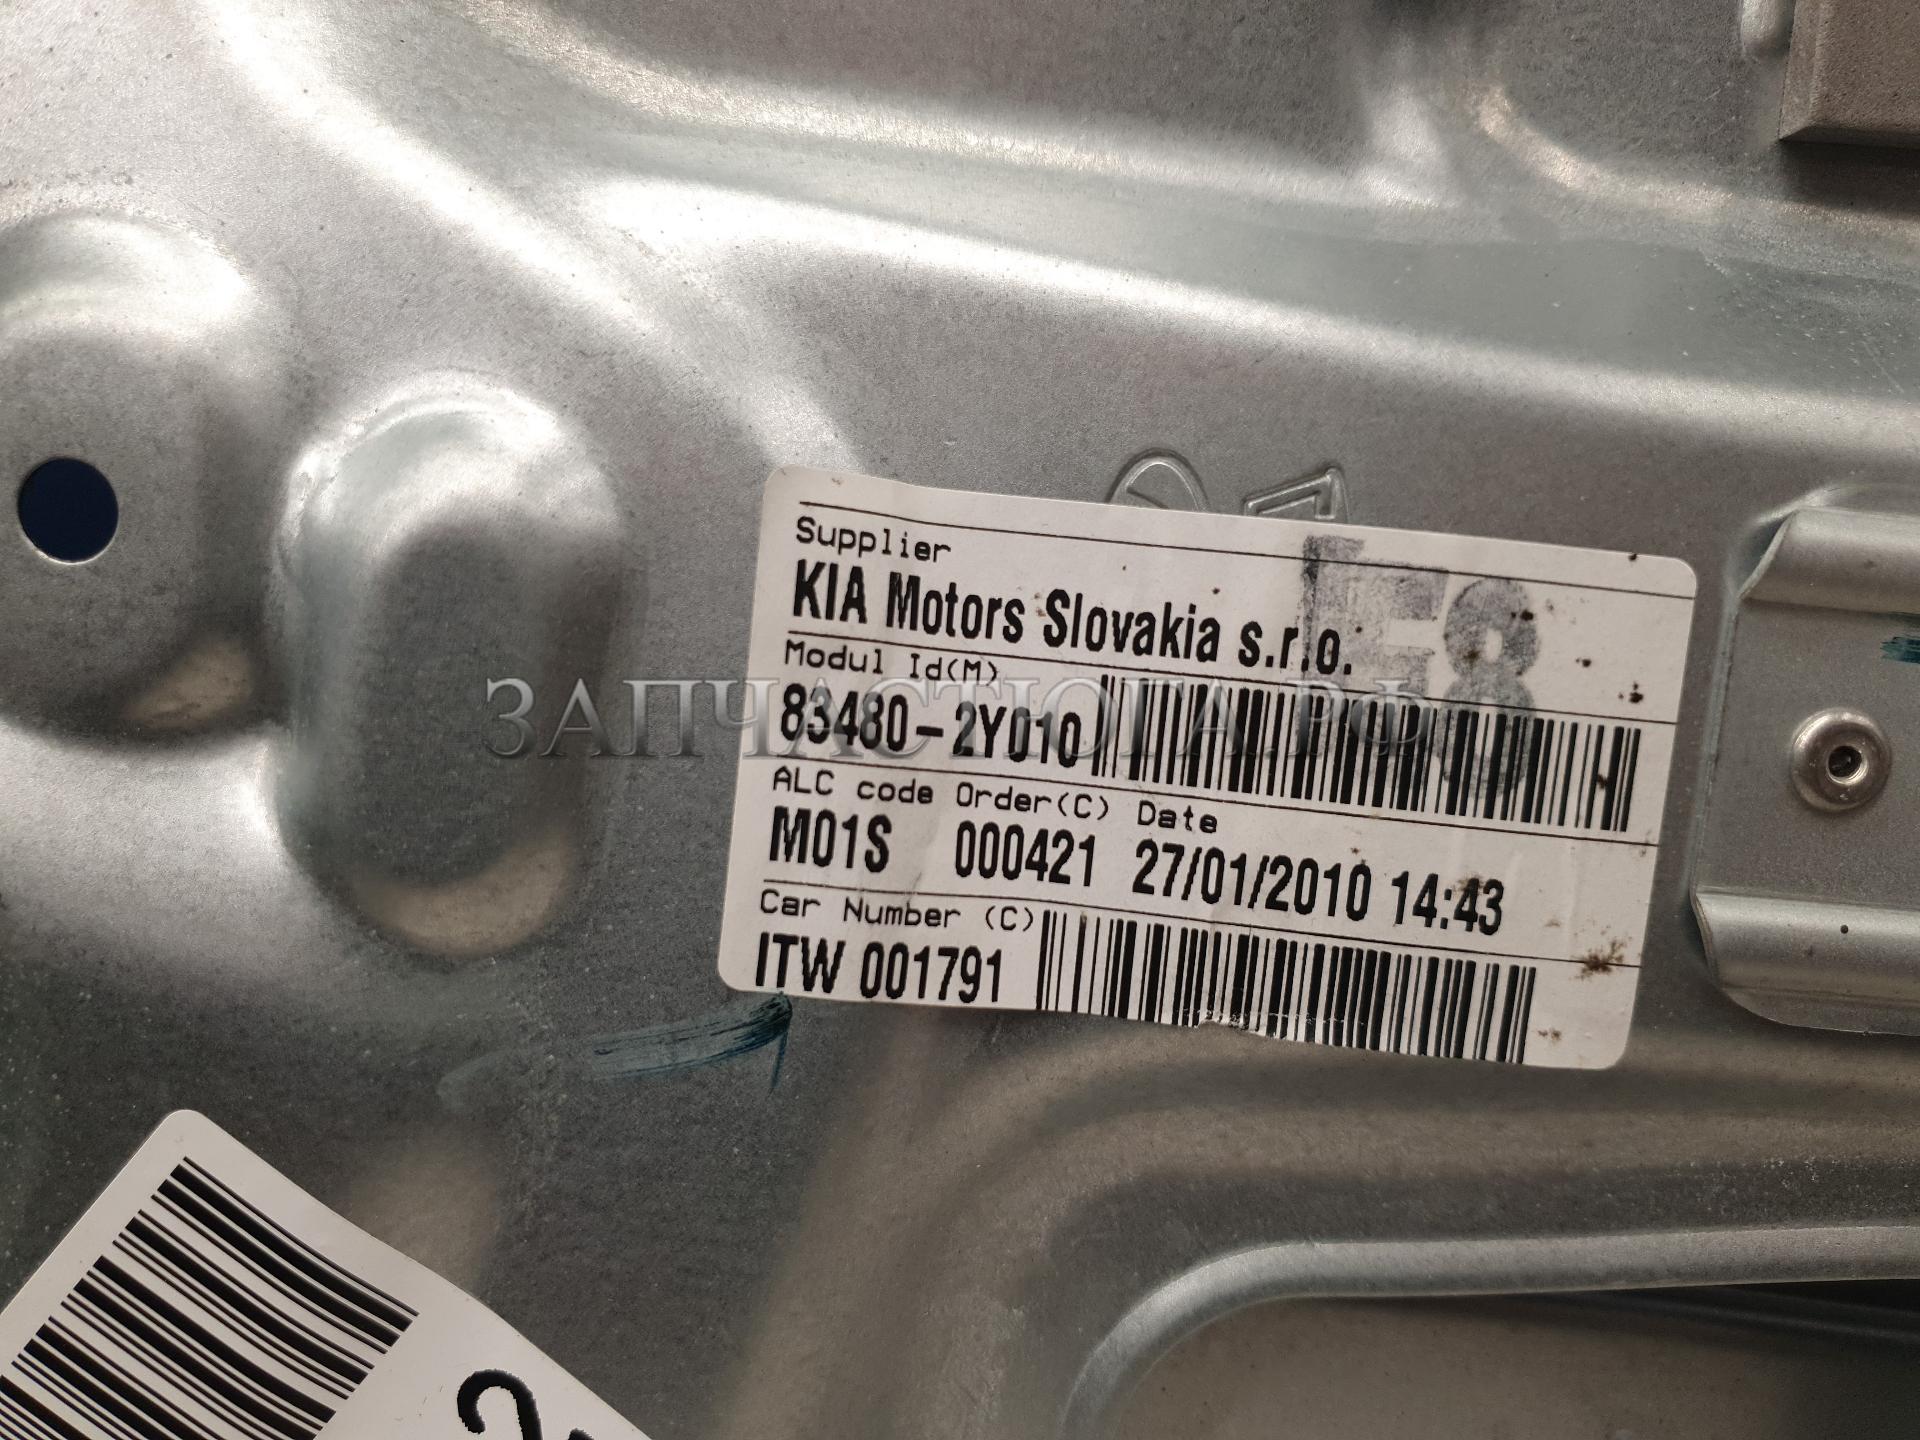 Supplier
KIA Motors Slovakia s.r.o.
E8
Modul Id(M)
83480-2Y010
ЗАПЧАСТЮГА.РФ
ALC code Order(C) Date
M01S 000421 27/01/2010 14:43
Car Number (C)
ITW 001791